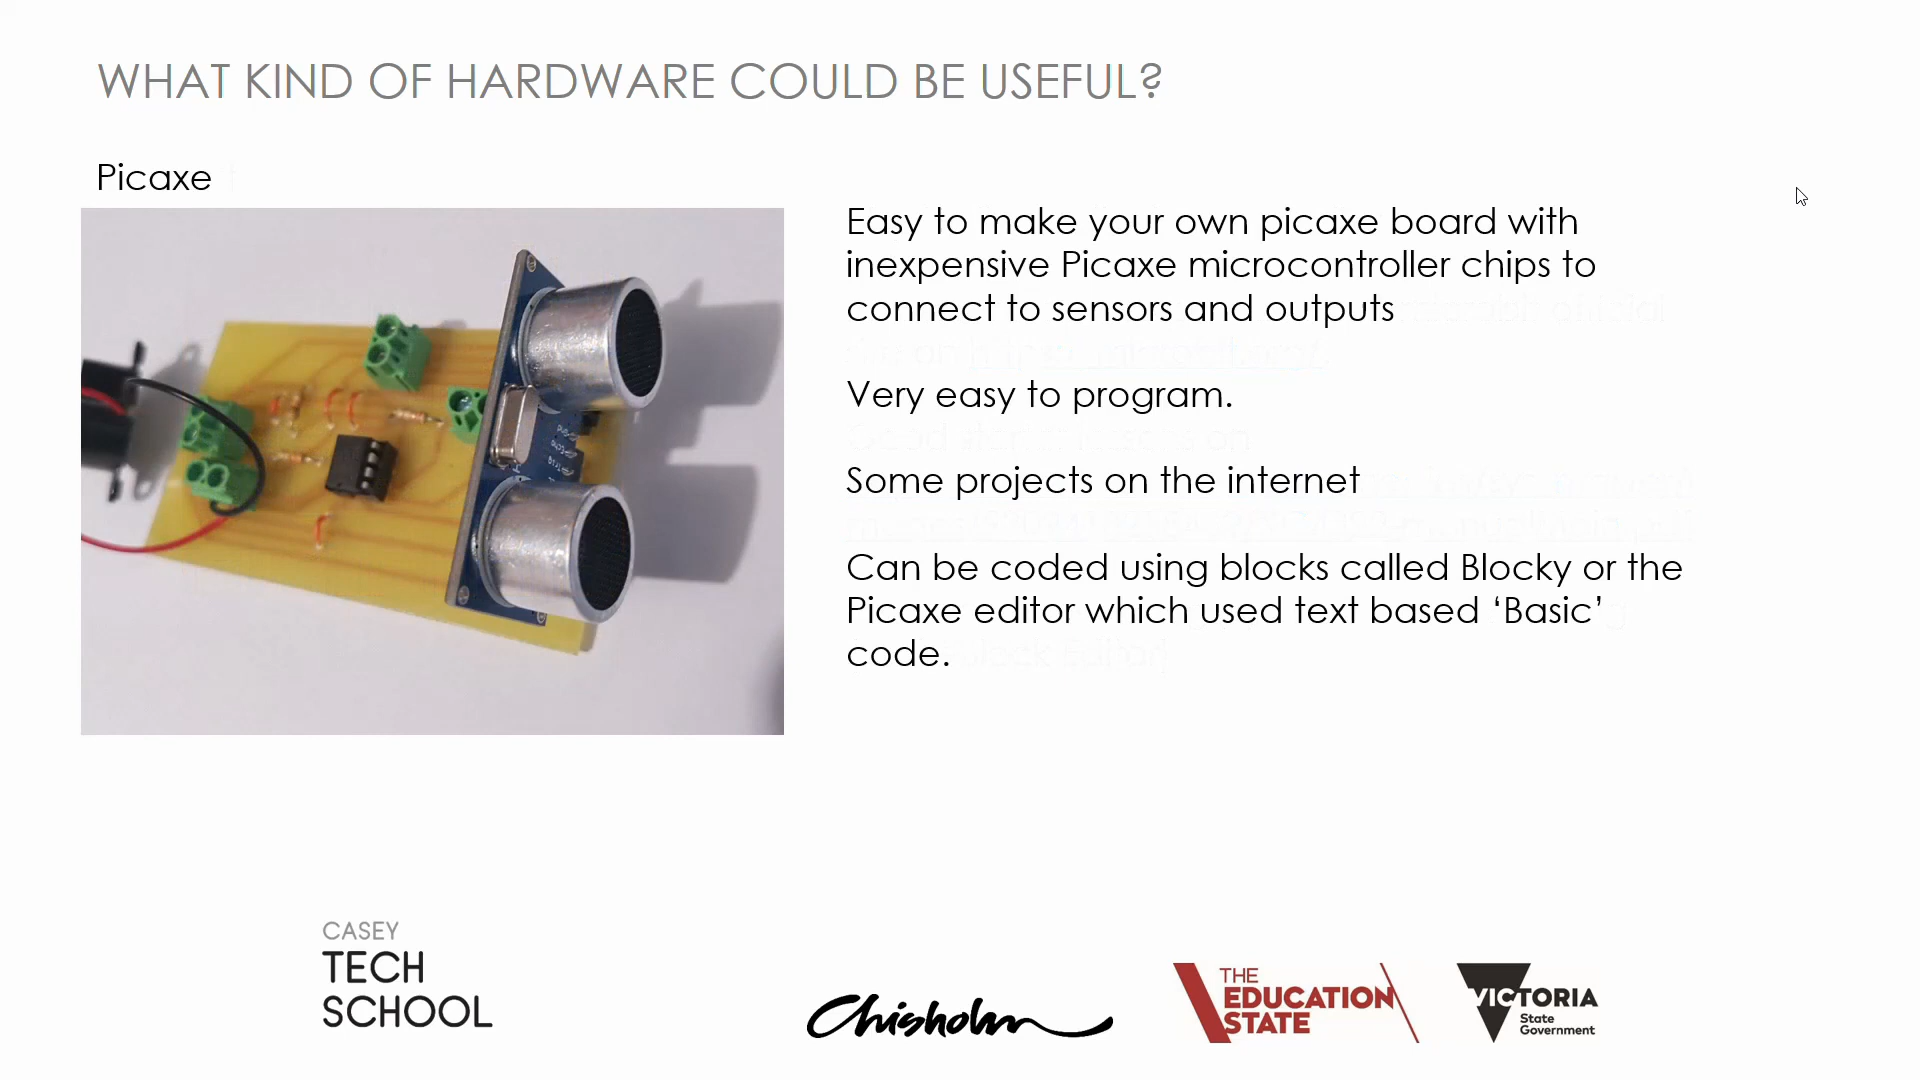 WHAT KIND OF HARDWARE COULD BE USEFUL?
Picaxe
Easy to make your own picaxe board with
inexpensive Picaxe microcontroller chips to
connect to sensors and outputs
Very easy to program.
Some projects on the internet
Can be coded using blocks called Blocky or the
Picaxe editor which used text based ‘Basic’
code.
CASEY
TECH
SCHOOL
Chisholm
THE
EDUCATION
STATE
VICTORIA
State
Government